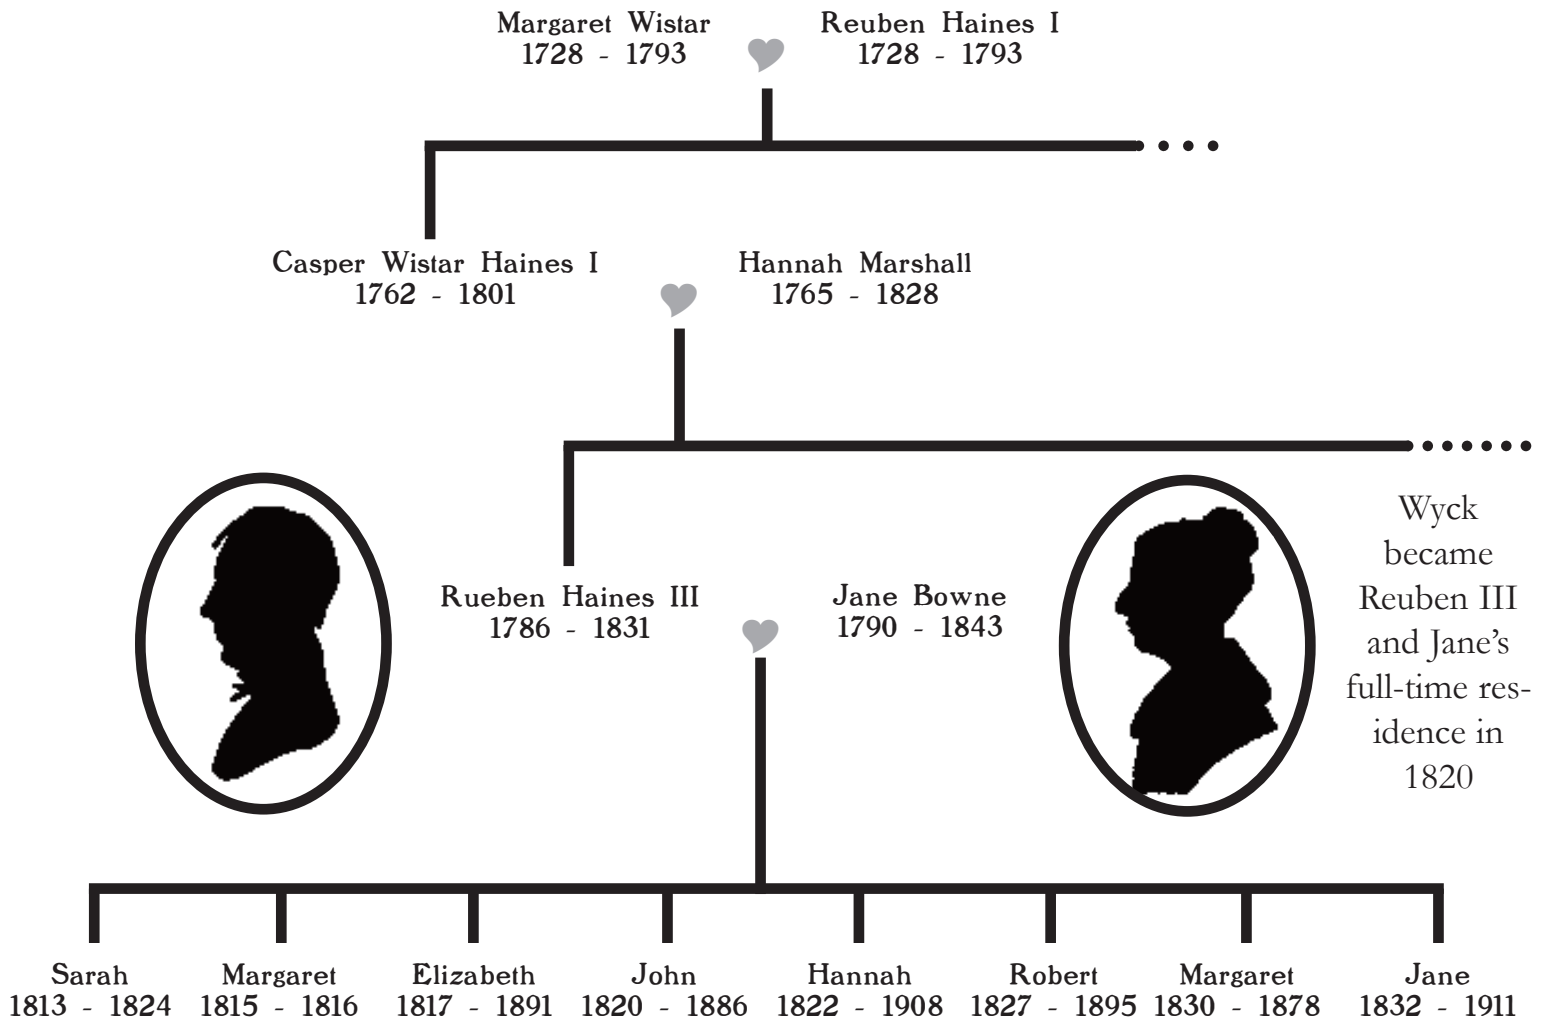 Margaret Wistar
1728 - 1793
Reuben Haines I
1728 - 1793
Casper Wistar Haines I
1762 - 1801
Hannah Marshall
1765 - 1828
Rueben Haines III
1786 - 1831
Jane Bowne
1790 - 1843
Wyck
became
Reuben III
and Jane’s
full-time res-
idence in
1820
Sarah
1813 - 1824
Margaret
1815 - 1816
Elizabeth
1817 - 1891
John
1820 - 1886
Hannah
1822 - 1908
Robert
1827 - 1895
Margaret
1830 - 1878
Jane
1832 - 1911